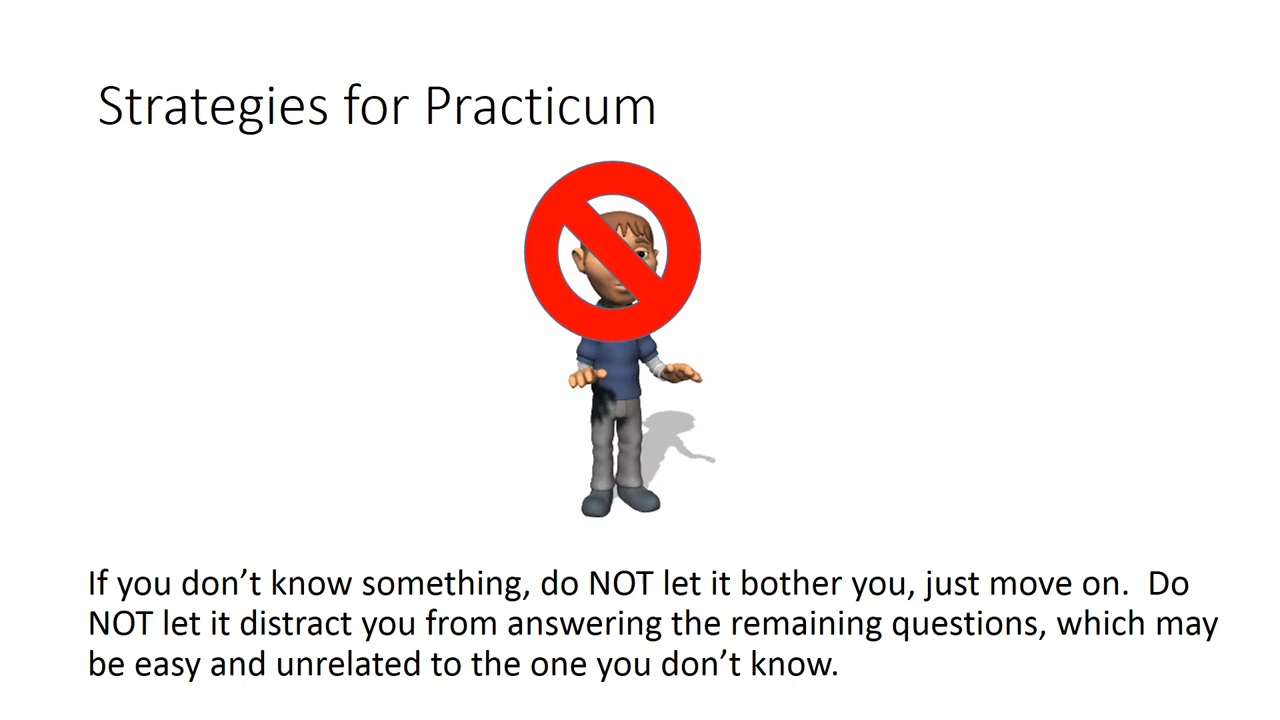 Strategies for Practicum
If you don’t know something, do NOT let it bother you, just move on.  Do
NOT let it distract you from answering the remaining questions, which may
be easy and unrelated to the one you don’t know.